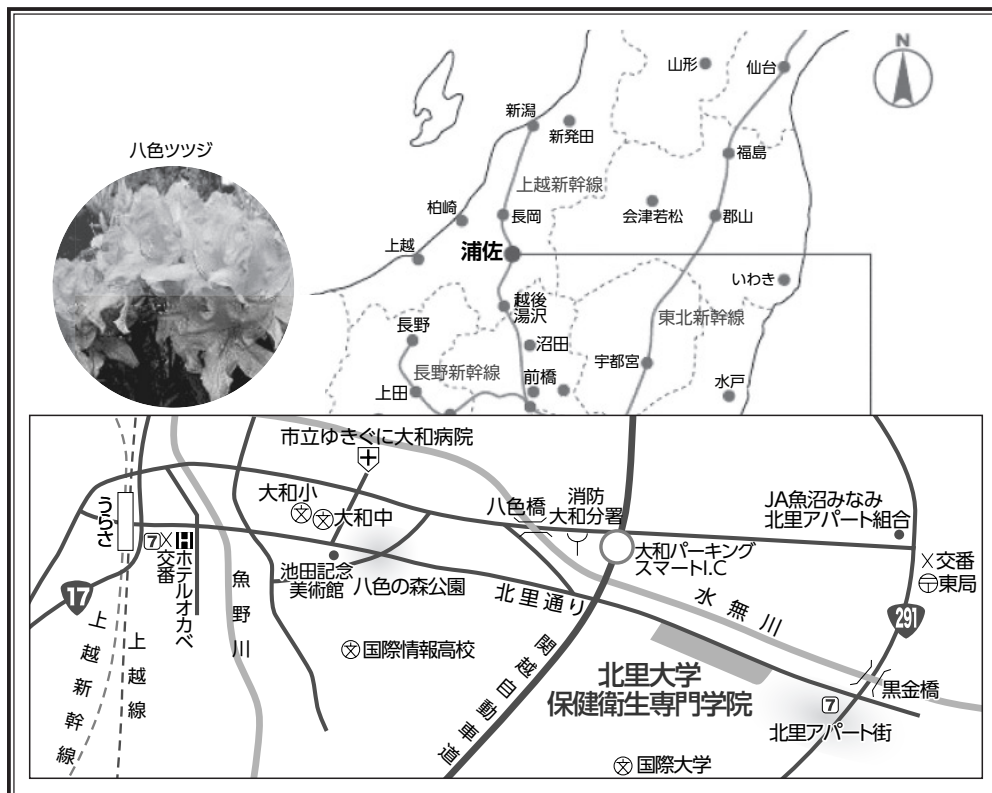 N
山形
仙台
新潟
新発田
八色ツツジ
福島
上越新幹線
柏崎
長岡
会津若松
郡山
上越
浦佐
いわき
越後
湯沢
東北新幹線
長野
沼田
宇都宮
長野新幹線
前橋
上田
水戸
市立ゆきぐに大和病院
大和小
文
文
大和中
八色橋
消防
大和分署
JA魚沼みなみ
北里アパート組合
うらさ
7
X
交番
H
ホテルオカベ
池田記念
美術館
八色の森公園
大和パーキング
スマートI.C
X交番
〒東局
17
魚野川
北里通り
水無川
291
上越新幹線
上越線
文
国際情報高校
関越自動車道
北里大学
保健衛生専門学院
黒金橋
7
北里アパート街
文
国際大学